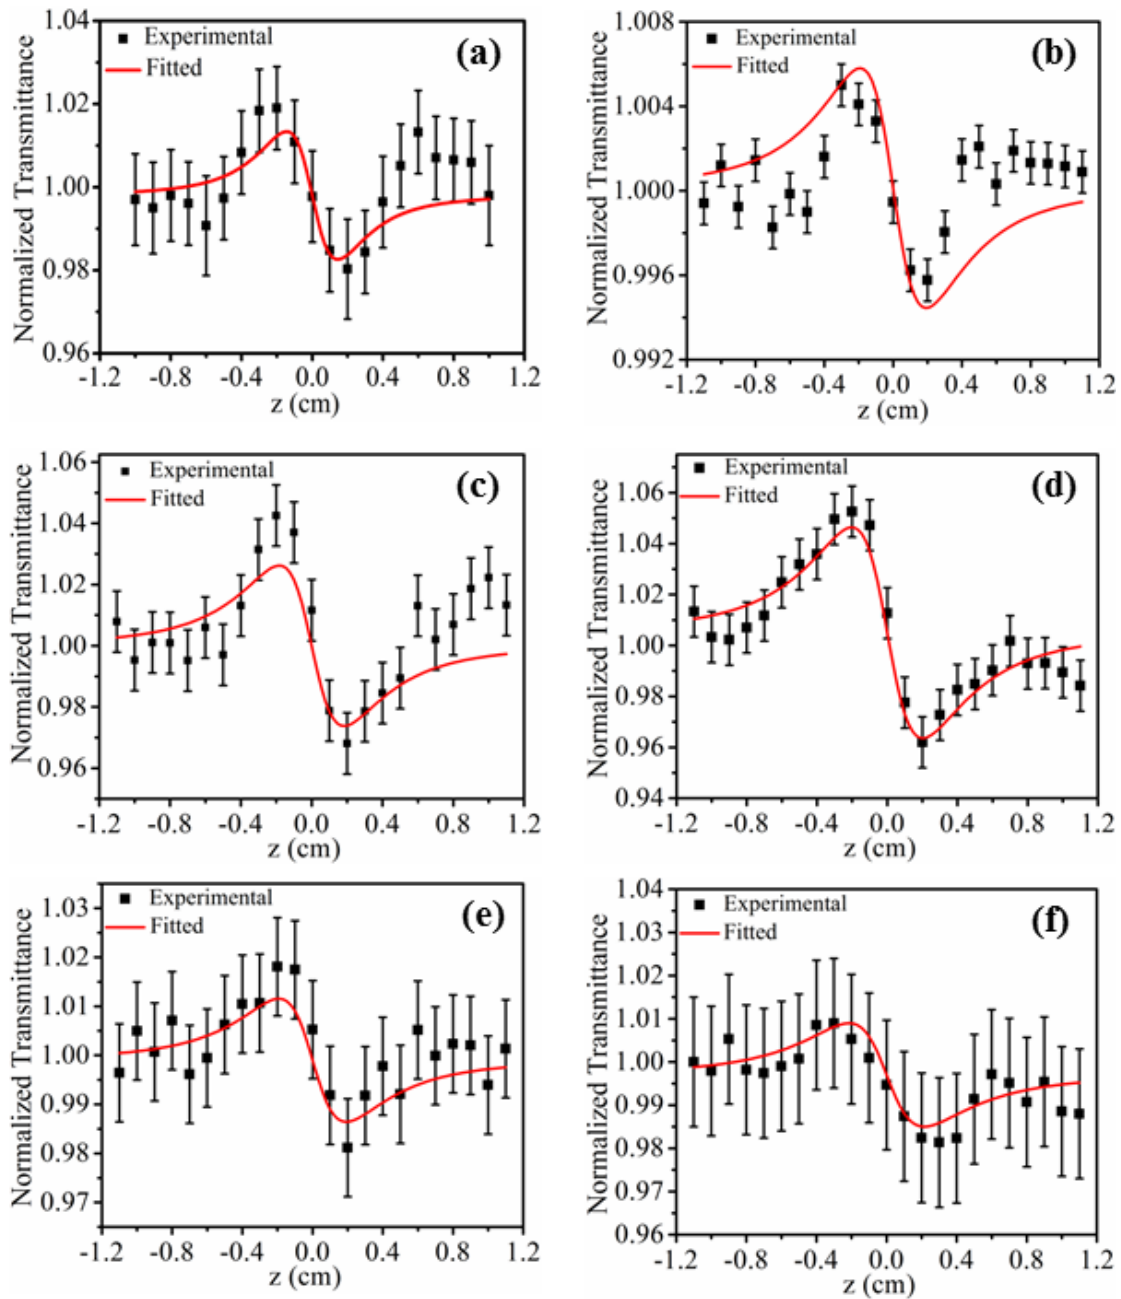 1.04
1.02
1.00
0.98
0.96
Normalized Transmittance
Experimental
Fitted
(a)
-1.2 -0.8 -0.4 0.0 0.4 0.8 1.2
z (cm)
1.008
1.004
1.000
0.996
0.992
Normalized Transmittance
Experimental
Fitted
(b)
-1.2 -0.8 -0.4 0.0 0.4 0.8 1.2
z (cm)
1.06
1.04
1.02
1.00
0.98
0.96
Normalized Transmittance
Experimental
Fitted
(c)
-1.2 -0.8 -0.4 0.0 0.4 0.8 1.2
z (cm)
1.06
1.04
1.02
1.00
0.98
0.96
0.94
Normalized Transmittance
Experimental
Fitted
(d)
-1.2 -0.8 -0.4 0.0 0.4 0.8 1.2
z (cm)
1.03
1.02
1.01
1.00
0.99
0.98
0.97
Normalized Transmittance
Experimental
Fitted
(e)
-1.2 -0.8 -0.4 0.0 0.4 0.8 1.2
z (cm)
1.04
1.03
1.02
1.01
1.00
0.99
0.98
0.97
0.96
Normalized Transmittance
Experimental
Fitted
(f)
-1.2 -0.8 -0.4 0.0 0.4 0.8 1.2
z (cm)